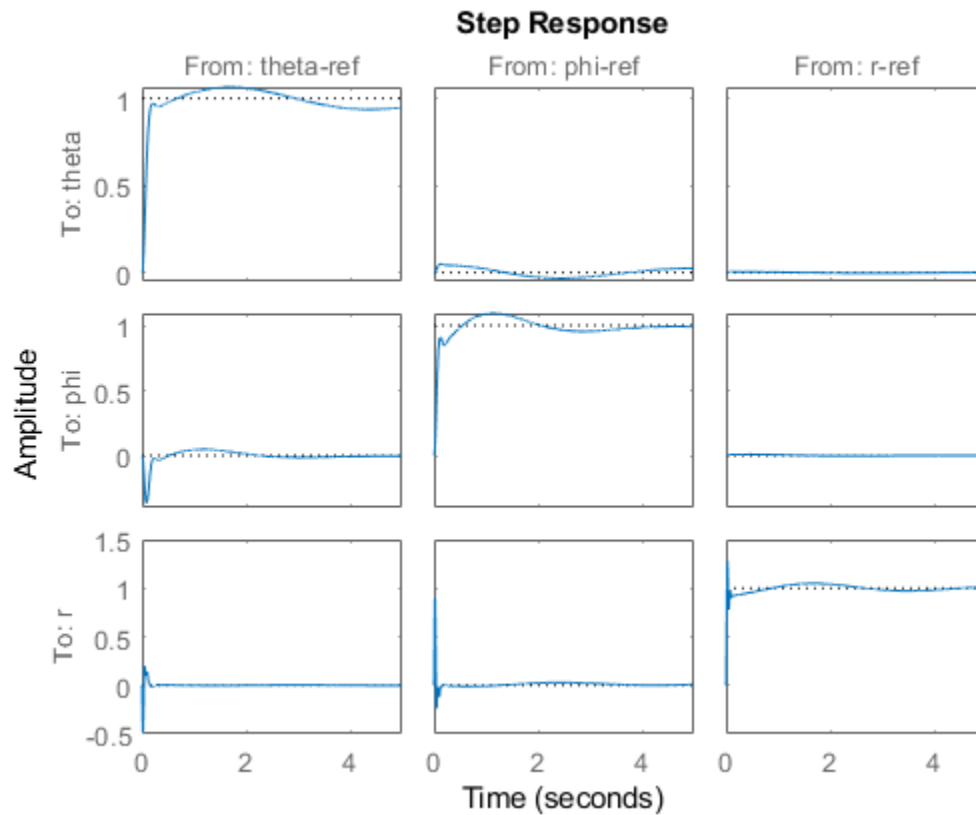 Step Response
From: theta-ref
From: phi-ref
From: r-ref
To: theta
1
0.5
0
To: phi
1
0.5
0
To: r
1.5
1
0.5
0
-0.5
Amplitude
0 2 4
0 2 4
0 2 4
Time (seconds)